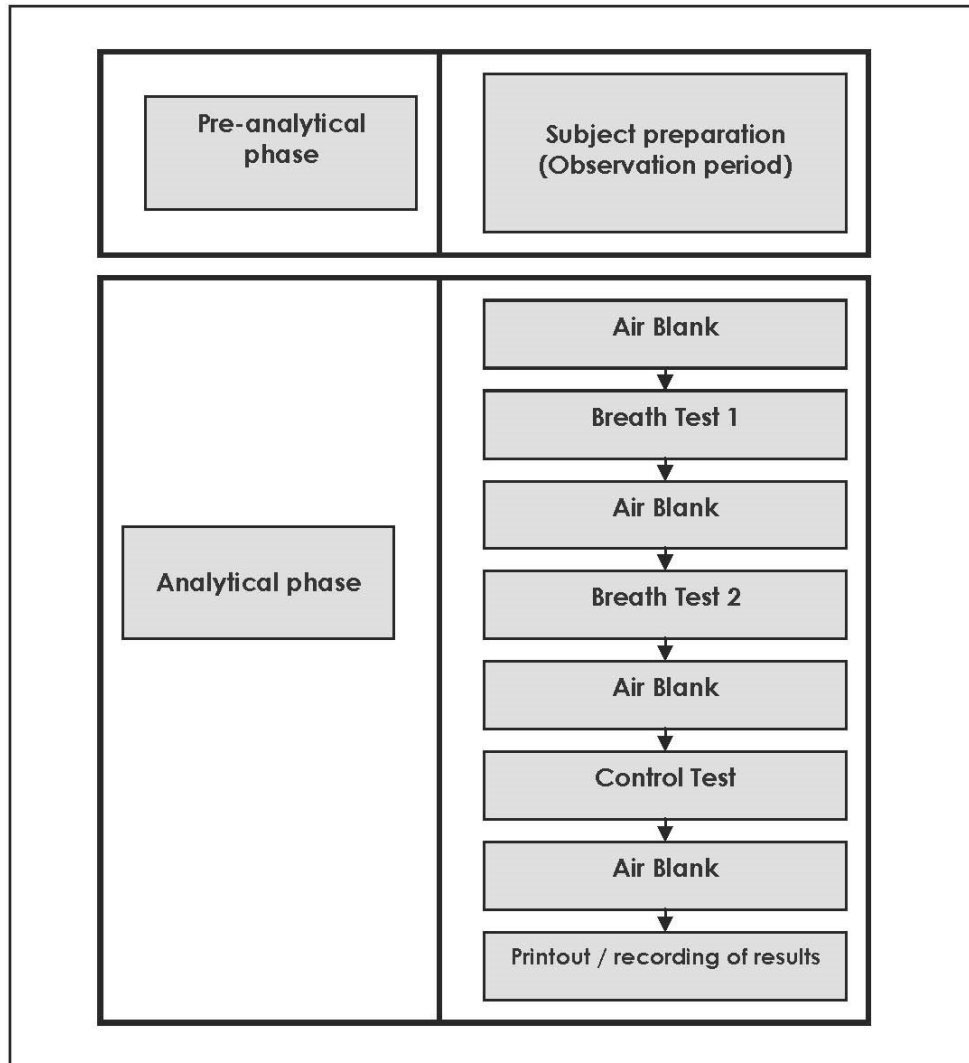 Pre-analytical
phase
Subject preparation
(Observation period)
Analytical phase
Air Blank
Breath Test 1
Air Blank
Breath Test 2
Air Blank
Control Test
Air Blank
Printout / recording of results